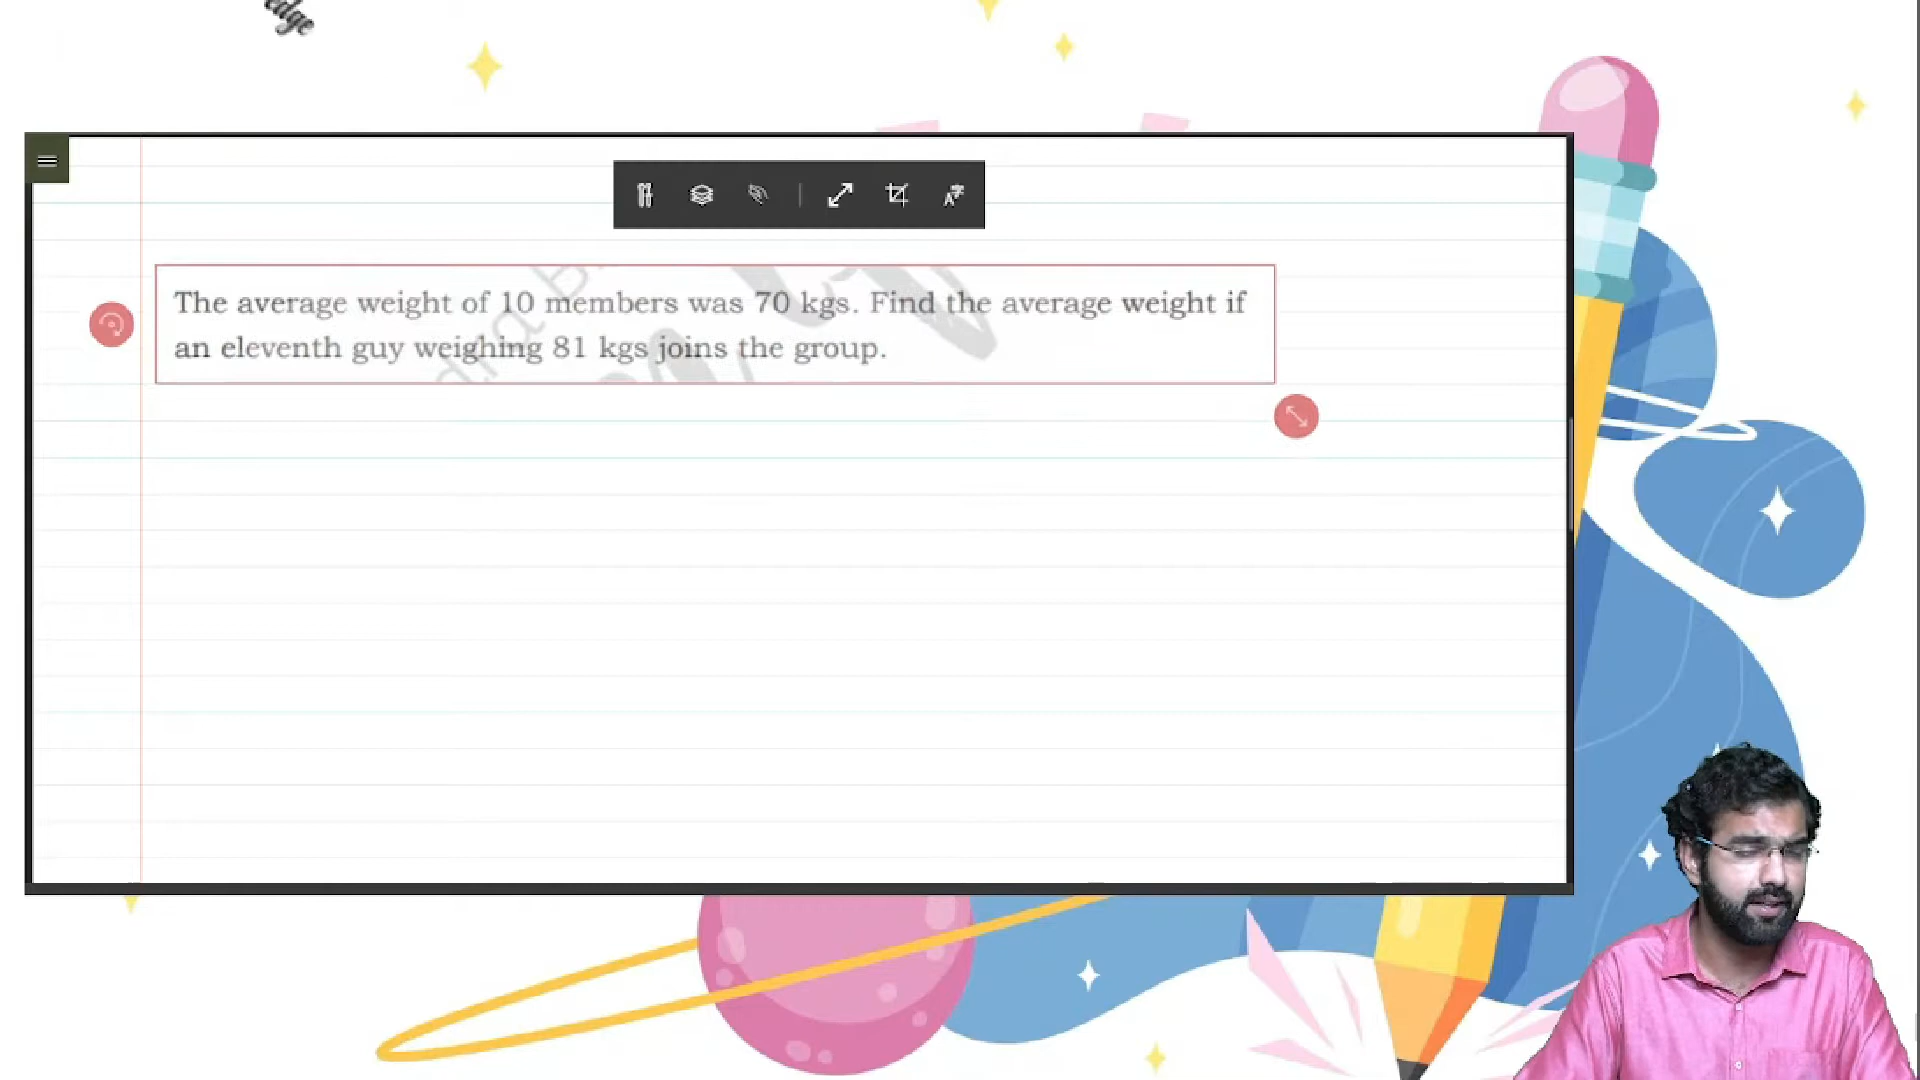 edge
The average weight of 10 members was 70 kgs. Find the average weight if
an eleventh guy weighing 81 kgs joins the group.